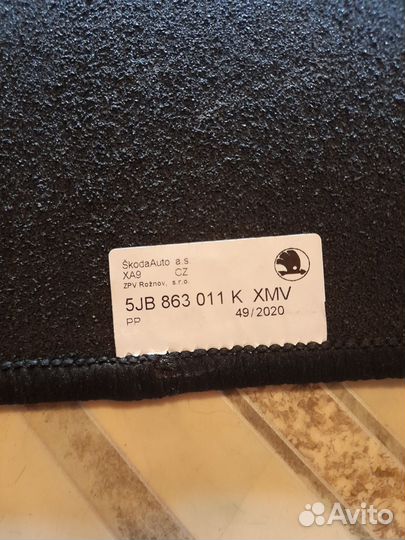 ŠkodaAuto a.s
XA9 CZ
ZPV Rožnov, s.r.o.
5JB 863 011 K XMV
PP 49/2020
Avito